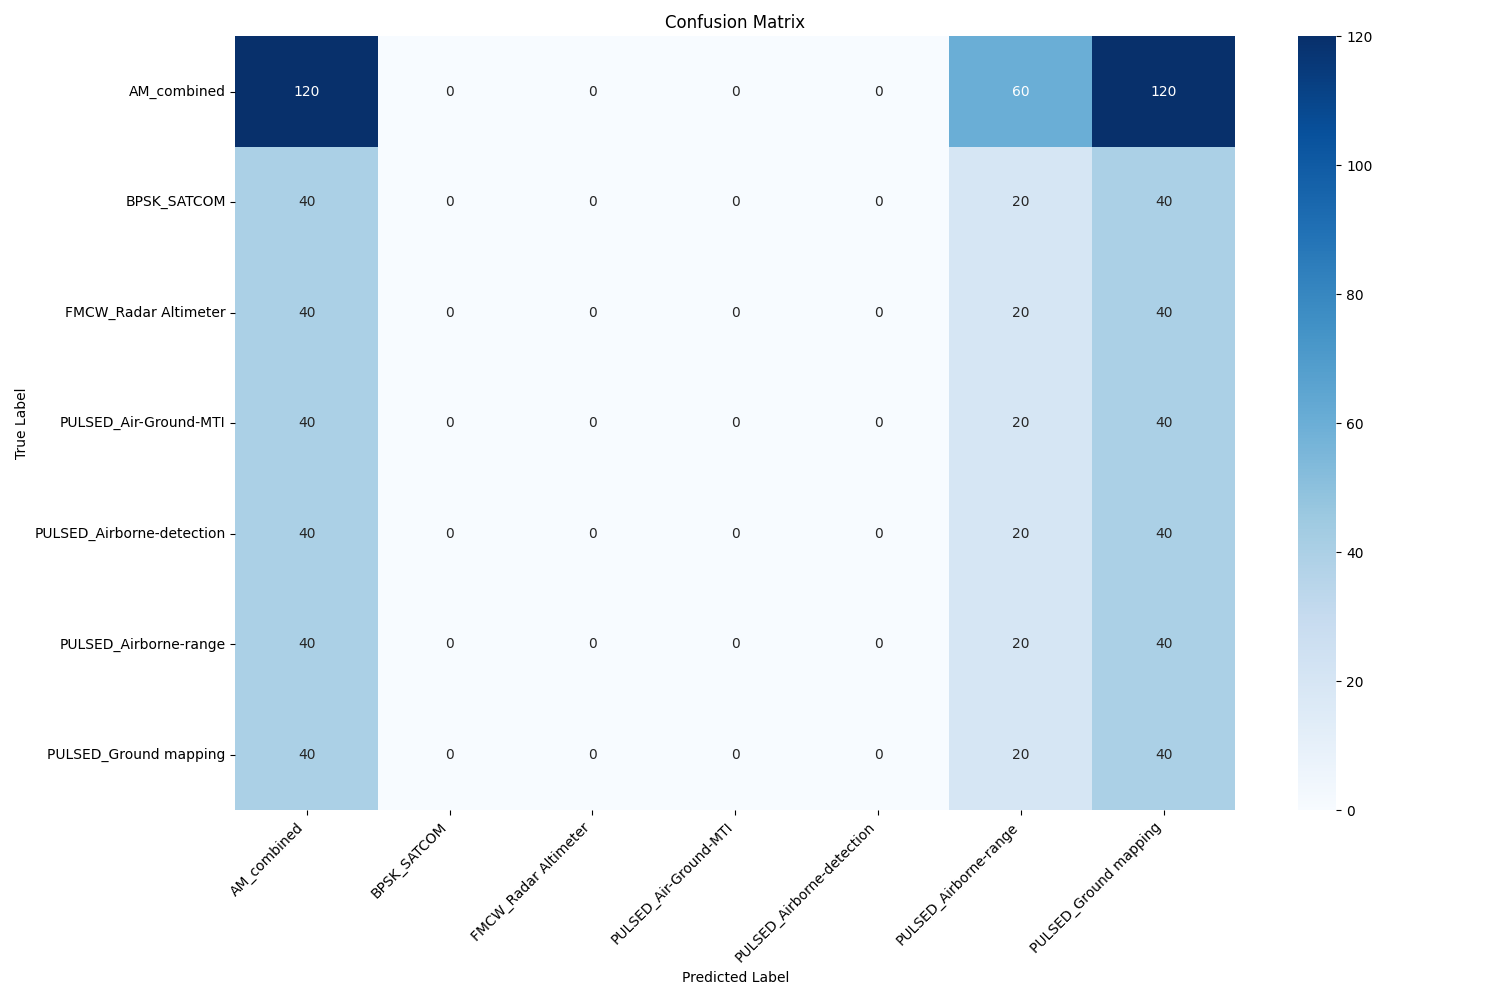 Confusion Matrix
True Label
AM_combined 120 0 0 0 0 60 120
BPSK_SATCOM 40 0 0 0 0 20 40
FMCW_Radar Altimeter 40 0 0 0 0 20 40
PULSED_Air-Ground-MTI 40 0 0 0 0 20 40
PULSED_Airborne-detection 40 0 0 0 0 20 40
PULSED_Airborne-range 40 0 0 0 0 20 40
PULSED_Ground mapping 40 0 0 0 0 20 40
AM_combined
BPSK_SATCOM
FMCW_Radar Altimeter
PULSED_Air-Ground-MTI
PULSED_Airborne-detection
PULSED_Airborne-range
PULSED_Ground mapping
Predicted Label
120
100
80
60
40
20
0